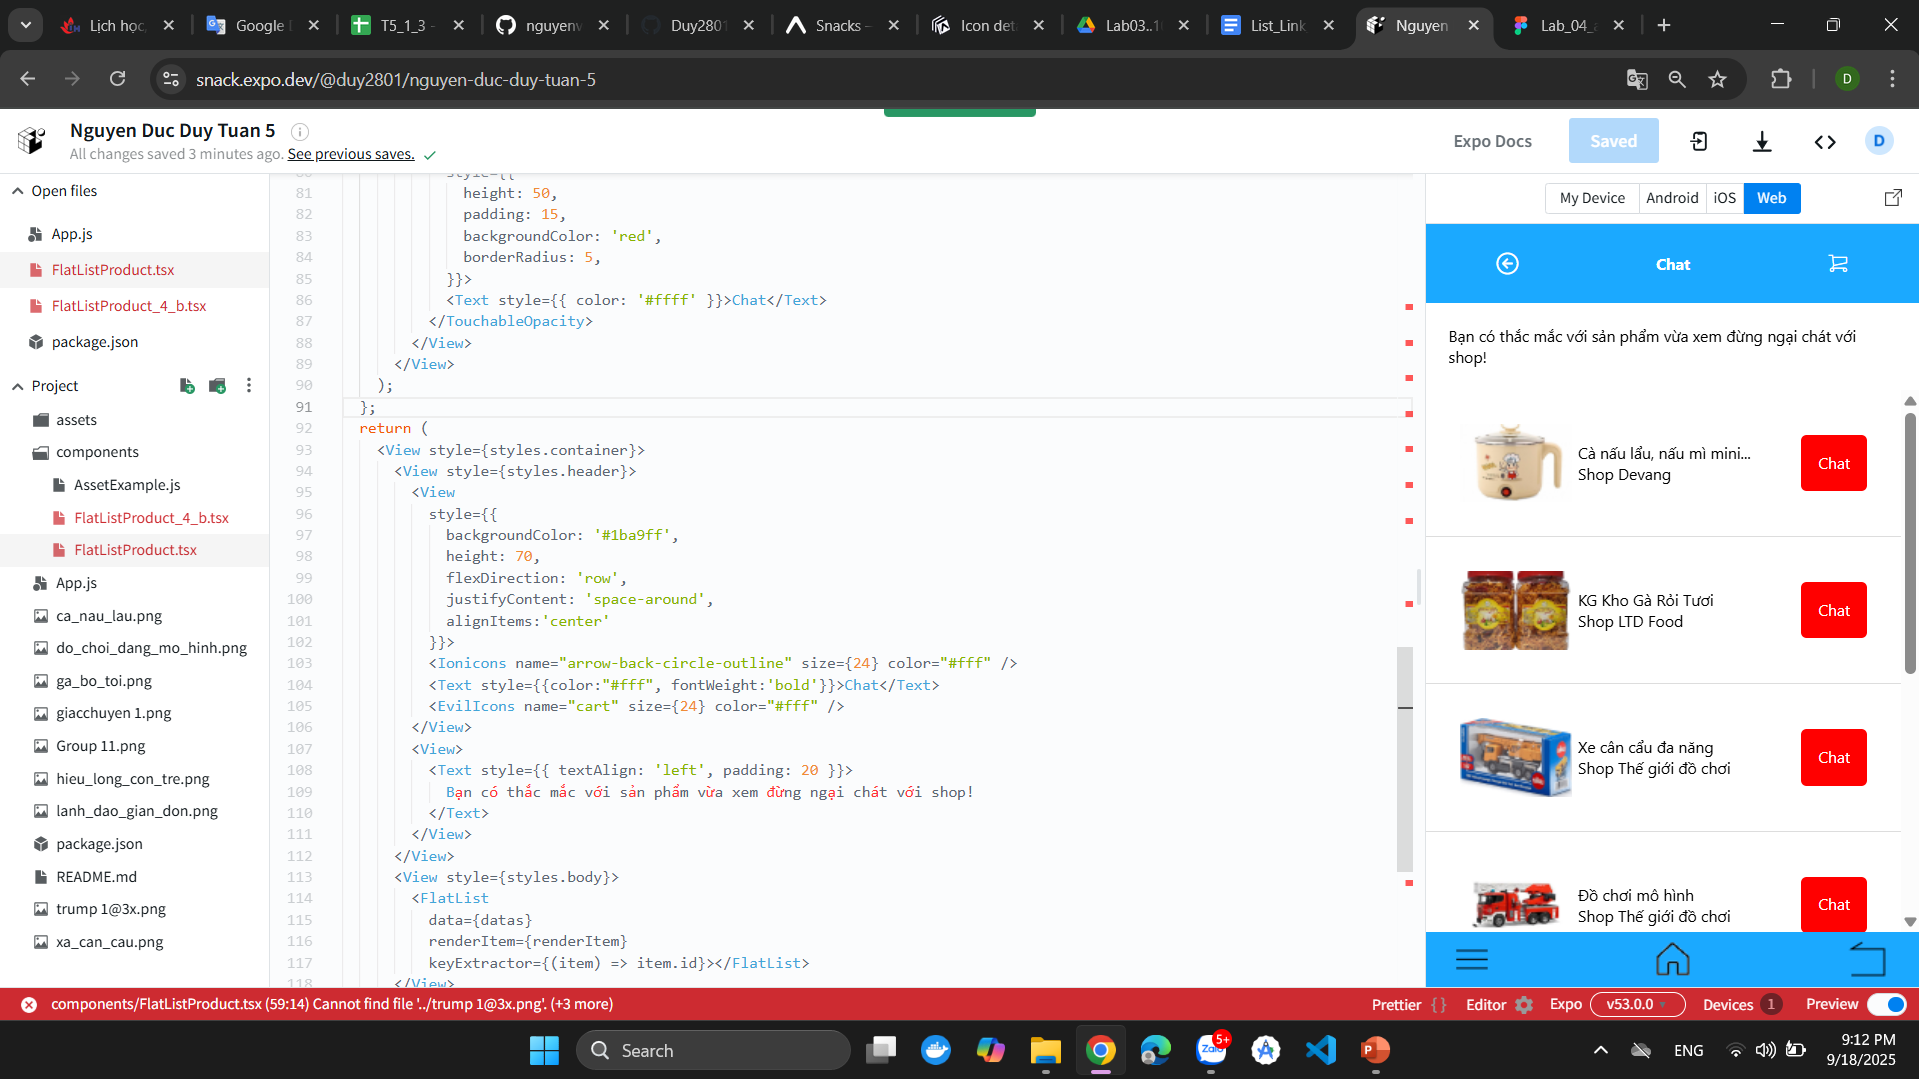 Lịch học,
Google
T5_1_3 -
nguyenv
Duy2801
Snacks -
Icon det
Lab03..1
List_Link
Nguyen
Lab_04_
snack.expo.dev/@duy2801/nguyen-duc-duy-tuan-5
D
Nguyen Duc Duy Tuan 5
All changes saved 3 minutes ago. See previous saves.
Expo Docs
Saved
D
Open files
App.js
FlatListProduct.tsx
FlatListProduct_4_b.tsx
package.json
Project
assets
components
AssetExample.js
FlatListProduct_4_b.tsx
FlatListProduct.tsx
App.js
ca_nau_lau.png
do_choi_dang_mo_hinh.png
ga_bo_toi.png
giacchuyen 1.png
Group 11.png
hieu_long_con_tre.png
lanh_dao_gian_don.png
package.json
README.md
trump 1@3x.png
xa_can_cau.png
80 style={{
81 height: 50,
82 padding: 15,
83 backgroundColor: 'red',
84 borderRadius: 5,
85 }}>
86 <Text style={{ color: '#ffff' }}>Chat</Text>
87 </TouchableOpacity>
88 </View>
89 </View>
90 );
91 };
92 return (
93 <View style={styles.container}>
94 <View style={styles.header}>
95 <View
96 style={{
97 backgroundColor: '#1ba9ff',
98 height: 70,
99 flexDirection: 'row',
100 justifyContent: 'space-around',
101 alignItems:'center'
102 }}>
103 <Ionicons name="arrow-back-circle-outline" size={24} color="#fff" />
104 <Text style={{color:"#fff", fontWeight:'bold'}}>Chat</Text>
105 <EvilIcons name="cart" size={24} color="#fff" />
106 </View>
107 <View>
108 <Text style={{ textAlign: 'left', padding: 20 }}>
109 Bạn có thắc mắc với sản phẩm vừa xem đừng ngại chát với shop!
110 </Text>
111 </View>
112 </View>
113 <View style={styles.body}>
114 <FlatList
115 data={datas}
116 renderItem={renderItem}
117 keyExtractor={(item) => item.id}></FlatList>
118 </View>
My Device
Android
iOS
Web
Chat
Bạn có thắc mắc với sản phẩm vừa xem đừng ngại chát với
shop!
Cà nấu lẩu, nấu mì mini...
Shop Devang
Chat
KG Kho Gà Rỏi Tươi
Shop LTD Food
Chat
Xe cân cẩu đa năng
Shop Thế giới đồ chơi
Chat
Đồ chơi mô hình
Shop Thế giới đồ chơi
Chat
components/FlatListProduct.tsx (59:14) Cannot find file '../trump 1@3x.png'. (+3 more)
Prettier { }
Editor
Expo
v53.0.0
Devices 1
Preview
Search
Zalo
5+
ENG
9:12 PM
9/18/2025